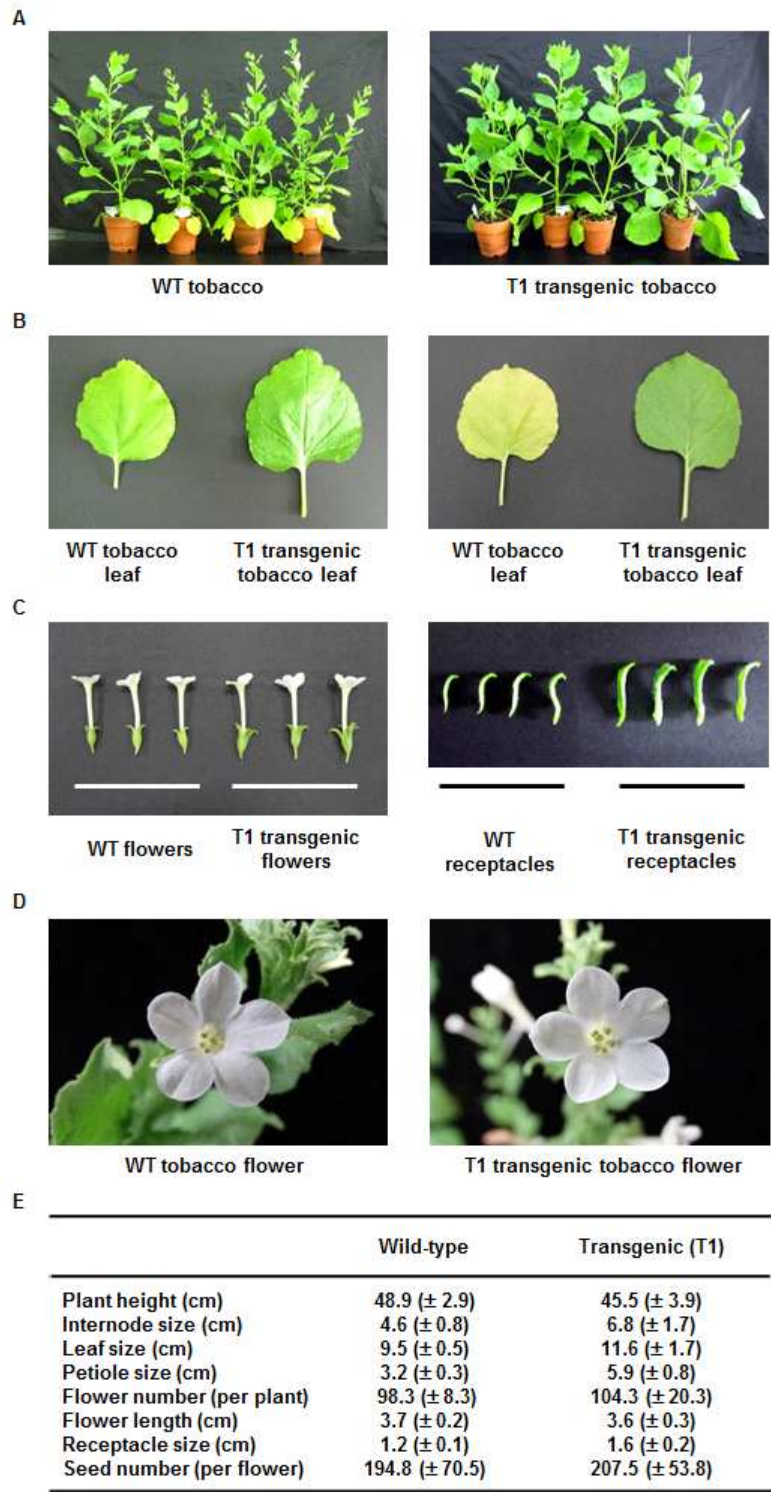 A
WT tobacco
T1 transgenic tobacco
B
WT tobacco
leaf
T1 transgenic
tobacco leaf
WT tobacco
leaf
T1 transgenic
tobacco leaf
C
WT flowers
T1 transgenic
flowers
WT
receptacles
T1 transgenic
receptacles
D
WT tobacco flower
T1 transgenic tobacco flower
E
Wild-type Transgenic (T1)
Plant height (cm) 48.9 (± 2.9) 45.5 (± 3.9)
Internode size (cm) 4.6 (± 0.8) 6.8 (± 1.7)
Leaf size (cm) 9.5 (± 0.5) 11.6 (± 1.7)
Petiole size (cm) 3.2 (± 0.3) 5.9 (± 0.8)
Flower number (per plant) 98.3 (± 8.3) 104.3 (± 20.3)
Flower length (cm) 3.7 (± 0.2) 3.6 (± 0.3)
Receptacle size (cm) 1.2 (± 0.1) 1.6 (± 0.2)
Seed number (per flower) 194.8 (± 70.5) 207.5 (± 53.8)